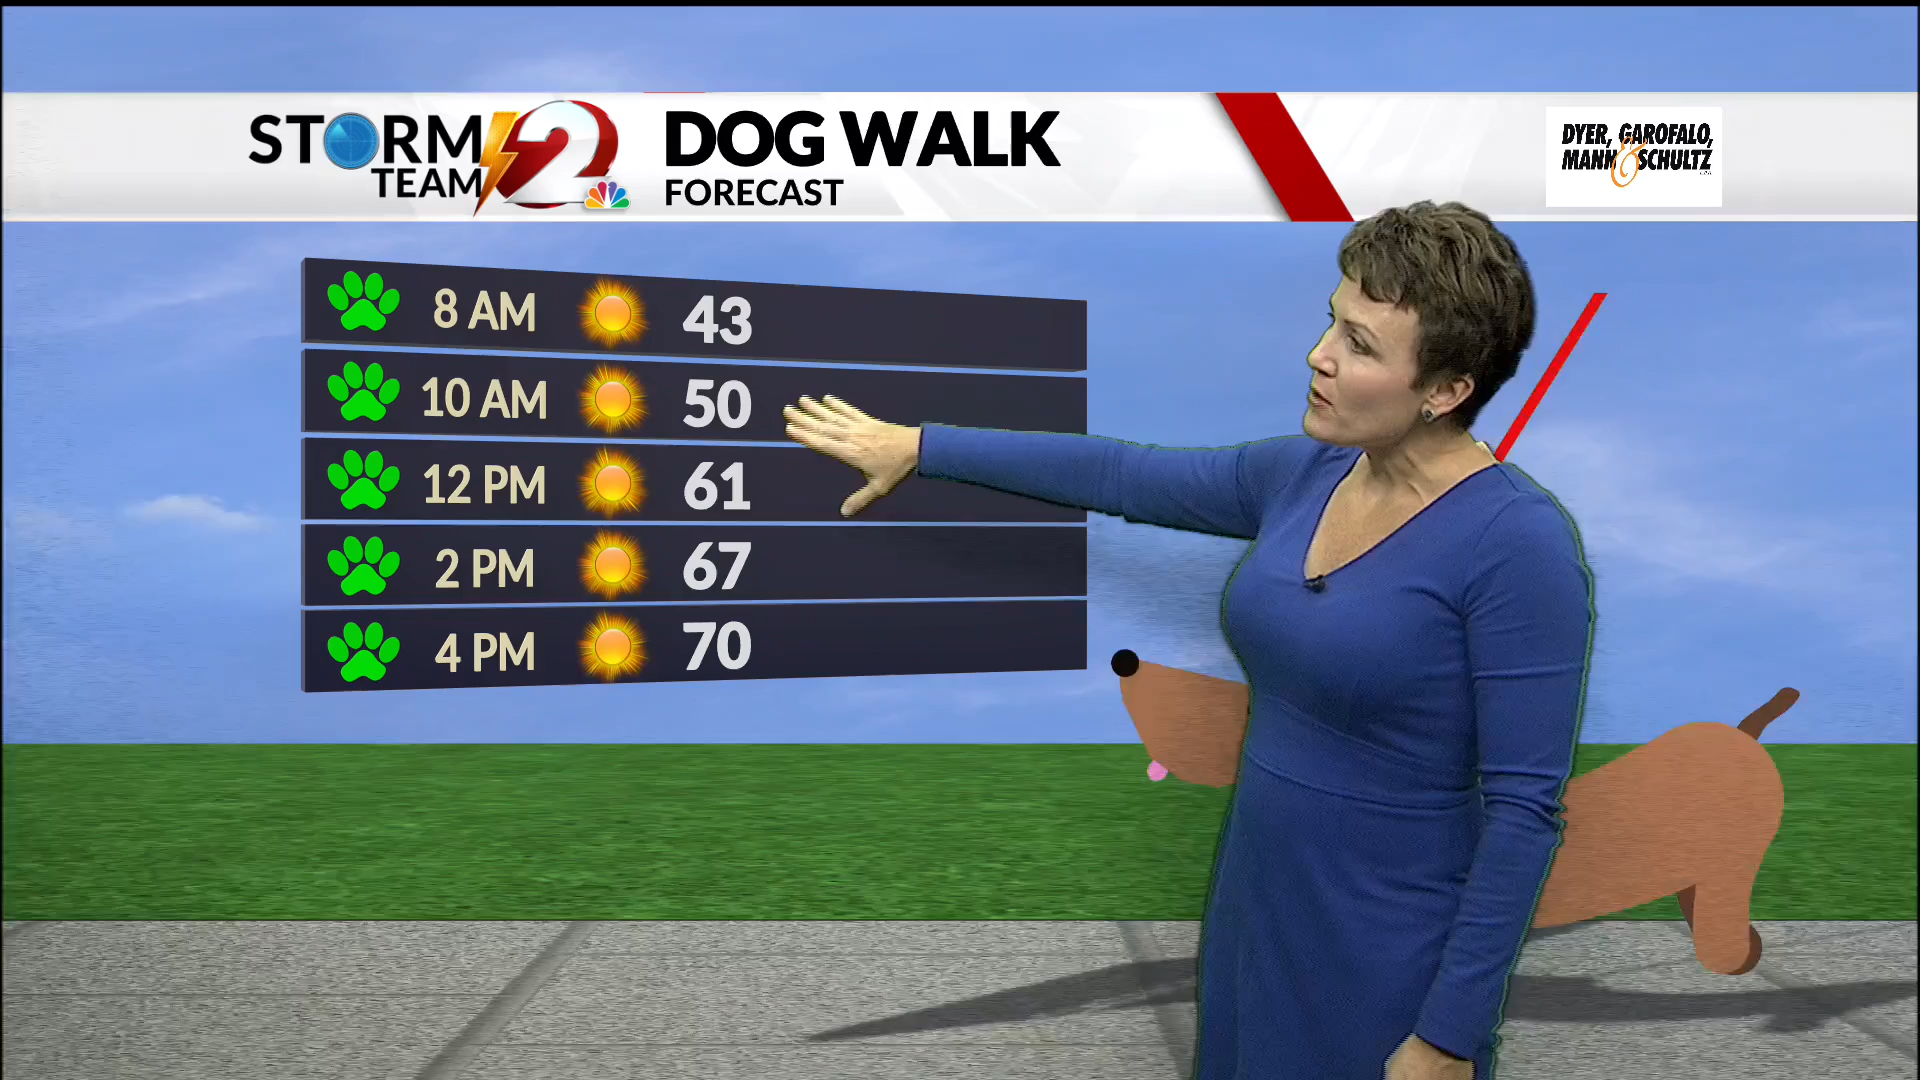 STORM
TEAM
2
DOG WALK
FORECAST
DYER, GAROFALO,
MANN & SCHULTZ
8 AM 43
10 AM 50
12 PM 61
2 PM 67
4 PM 70